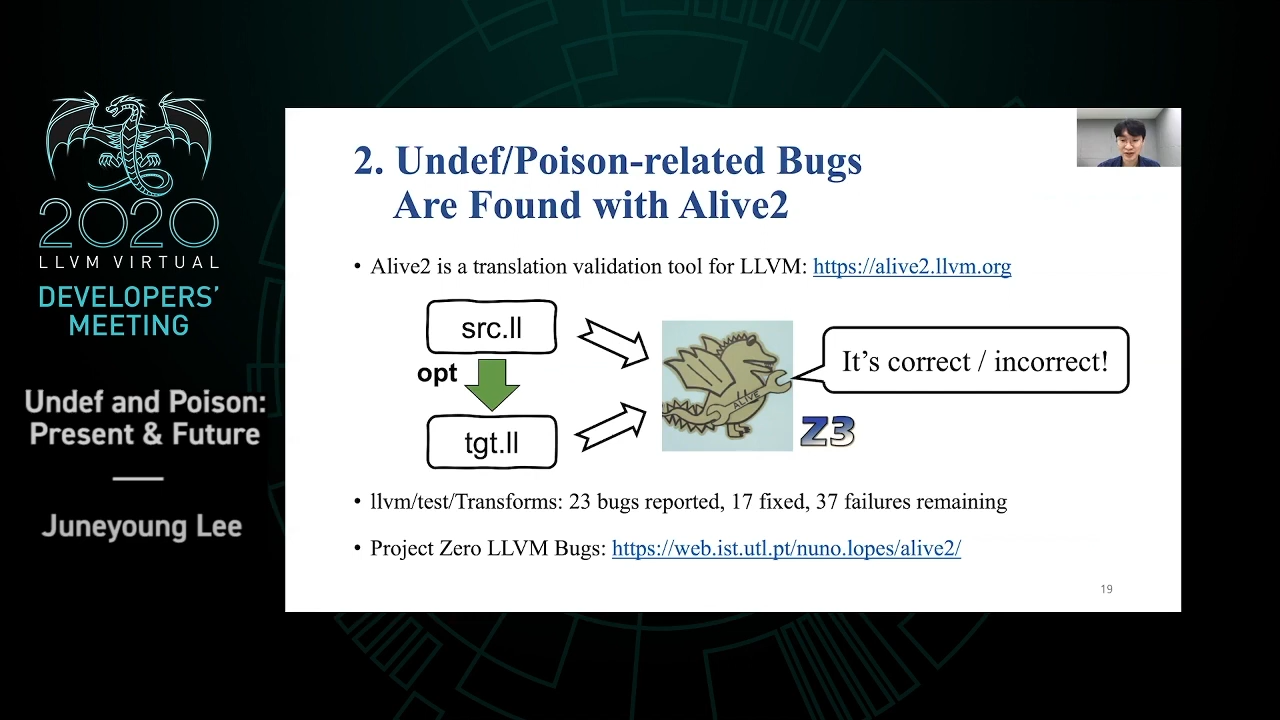 2020
LLVM VIRTUAL
DEVELOPERS'
MEETING
Undef and Poison:
Present & Future
Juneyoung Lee
2. Undef/Poison-related Bugs
Are Found with Alive2
• Alive2 is a translation validation tool for LLVM: https://alive2.llvm.org
src.ll
opt
tgt.ll
ALIVE
Z3
It's correct / incorrect!
• llvm/test/Transforms: 23 bugs reported, 17 fixed, 37 failures remaining
• Project Zero LLVM Bugs: https://web.ist.utl.pt/nuno.lopes/alive2/
19